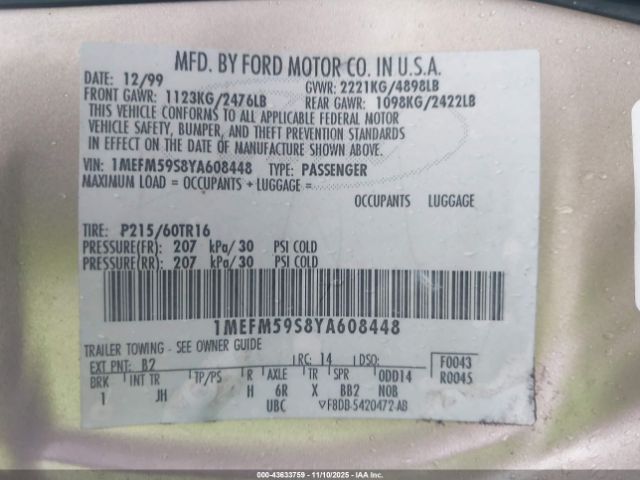 MFD. BY FORD MOTOR CO. IN U.S.A.
DATE: 12/99 GVWR: 2221KG/4898LB
FRONT GAWR: 1123KG/2476LB REAR GAWR: 1098KG/2422LB
THIS VEHICLE CONFORMS TO ALL APPLICABLE FEDERAL MOTOR
VEHICLE SAFETY, BUMPER, AND THEFT PREVENTION STANDARDS
IN EFFECT ON THE DATE OF MANUFACTURE SHOWN ABOVE.
VIN: 1MEFM59S8YA608448 TYPE: PASSENGER
MAXIMUM LOAD = OCCUPANTS + LUGGAGE =
OCCUPANTS LUGGAGE
TIRE: P215/60TR16
PRESSURE(FR): 207 kPa/30 PSI COLD
PRESSURE(RR): 207 kPa/30 PSI COLD
1MEFM59S8YA608448
TRAILER TOWING - SEE OWNER GUIDE
EXT PNT: B2 RC: 14 DSO: F0043
BRK INT TR TP/PS R AXLE TR SPR ODD14 R0045
1 JH H 6R X BB2 NOB
UBC ▽F8DB-5420472-AB
000-43633759 - 11/10/2025 - IAAI.com